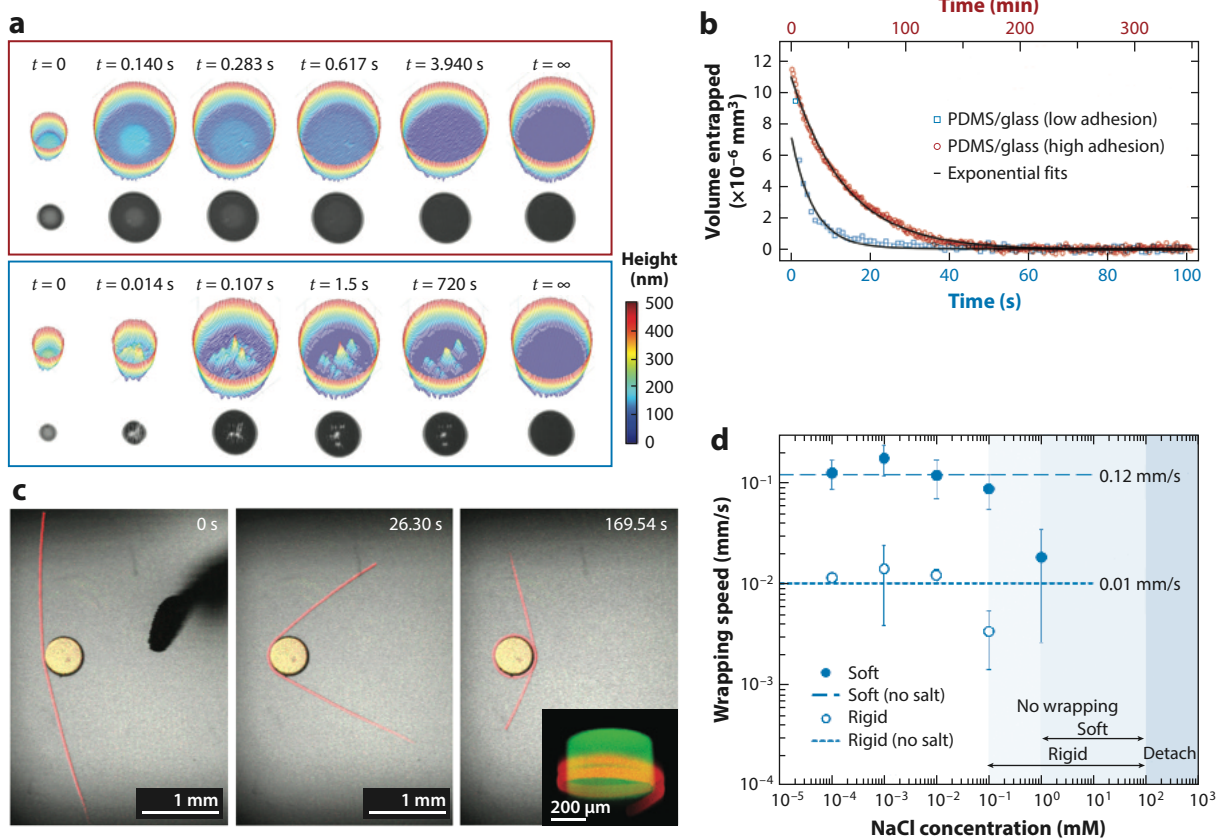 a
t = 0 t = 0.140 s t = 0.283 s t = 0.617 s t = 3.940 s t = ∞
t = 0 t = 0.014 s t = 0.107 s t = 1.5 s t = 720 s t = ∞
Height
(nm)
500
400
300
200
100
0
b
Time (min)
0 100 200 300
Volume entrapped
(×10⁻⁶ mm³)
12
10
8
6
4
2
0
PDMS/glass (low adhesion)
PDMS/glass (high adhesion)
Exponential fits
0 20 40 60 80 100
Time (s)
c
0 s
26.30 s
169.54 s
1 mm
1 mm
200 µm
d
Wrapping speed (mm/s)
10⁻¹
10⁻²
10⁻³
10⁻⁴
0.12 mm/s
0.01 mm/s
Soft
Soft (no salt)
Rigid
Rigid (no salt)
No wrapping
Soft
Rigid
Detach
10⁻⁵ 10⁻⁴ 10⁻³ 10⁻² 10⁻¹ 10⁰ 10¹ 10² 10³
NaCl concentration (mM)